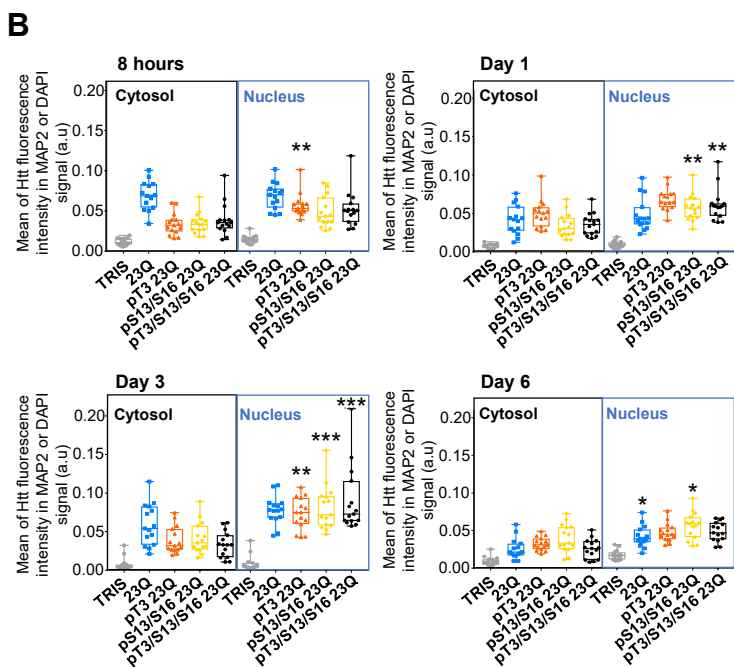 B
8 hours
Mean of Htt fluorescence
intensity in MAP2 or DAPI
signal (a.u)
0.20
0.15
0.10
0.05
0.00
Cytosol
Nucleus
**
TRIS
23Q
pT3 23Q
pS13/S16 23Q
pT3/S13/S16 23Q
TRIS
23Q
pT3 23Q
pS13/S16 23Q
pT3/S13/S16 23Q
Day 1
Mean of Htt fluorescence
intensity in MAP2 or DAPI
signal (a.u)
0.20
0.15
0.10
0.05
0.00
Cytosol
Nucleus
**
**
TRIS
23Q
pT3 23Q
pS13/S16 23Q
pT3/S13/S16 23Q
TRIS
23Q
pT3 23Q
pS13/S16 23Q
pT3/S13/S16 23Q
Day 3
Mean of Htt fluorescence
intensity in MAP2 or DAPI
signal (a.u)
0.20
0.15
0.10
0.05
0.00
Cytosol
Nucleus
**
***
***
TRIS
23Q
pT3 23Q
pS13/S16 23Q
pT3/S13/S16 23Q
TRIS
23Q
pT3 23Q
pS13/S16 23Q
pT3/S13/S16 23Q
Day 6
Mean of Htt fluorescence
intensity in MAP2 or DAPI
signal (a.u)
0.20
0.15
0.10
0.05
0.00
Cytosol
Nucleus
*
*
TRIS
23Q
pT3 23Q
pS13/S16 23Q
pT3/S13/S16 23Q
TRIS
23Q
pT3 23Q
pS13/S16 23Q
pT3/S13/S16 23Q